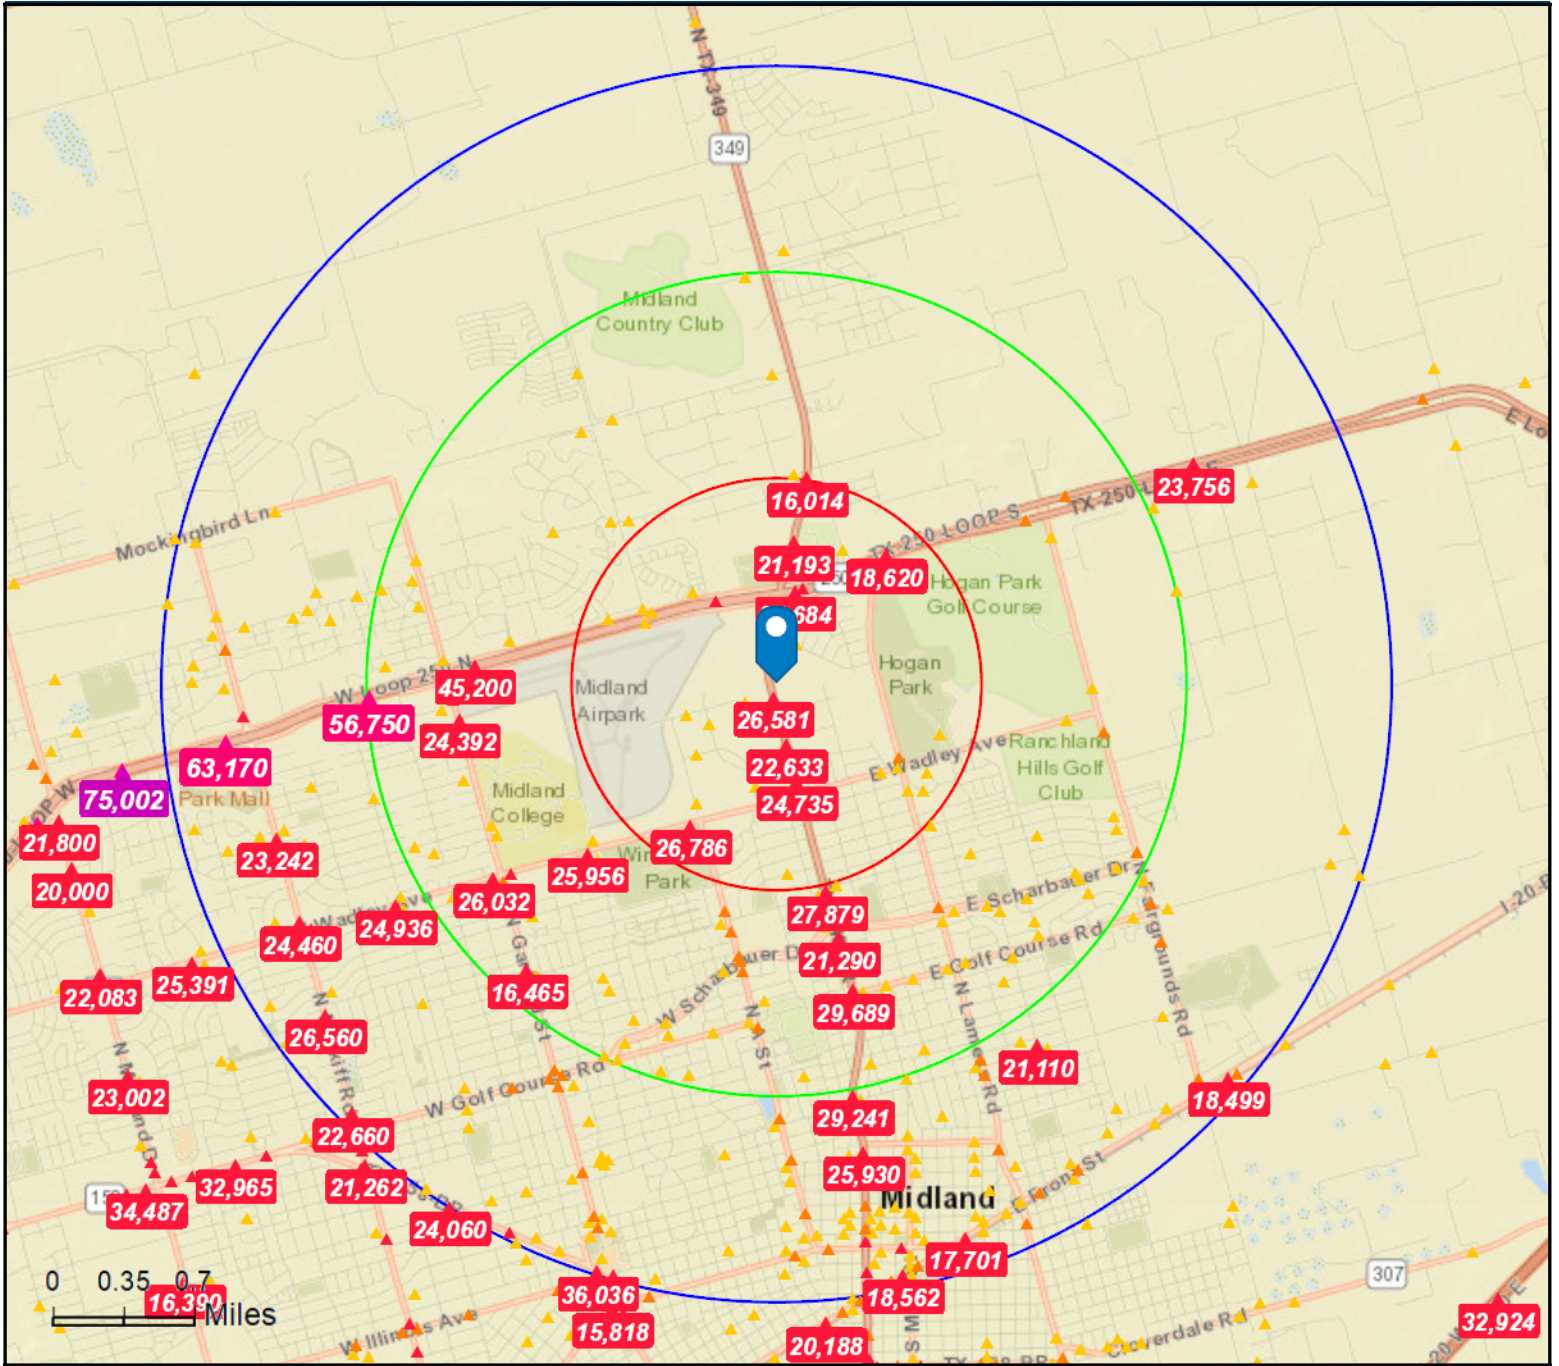 N TX-349
349
Midland
Country Club
E Lo
23,756
TX-250-L
16,014
Mockingbird Ln
TX-250 LOOP S
21,193
18,620
Hogan Park
Golf Course
684
Hogan
Park
W Loop 250 N
45,200
Midland
Airpark
56,750
26,581
24,392
22,633
E Wadley Ave
Ranchland
Hills Golf
Club
63,170
Park Mall
75,002
Midland
College
24,735
21,800
23,242
26,786
25,956
Park
20,000
26,032
E Scharbauer Dr
24,936
27,879
24,460
E Golf Course Rd
21,290
W Scharbauer D
25,391
22,083
16,465
29,689
I-20
N A St
N Lame
Rd
N Fairgrounds Rd
26,560
21,110
23,002
W Golf Course Rd
18,499
29,241
22,660
25,930
32,965
21,262
E Front St
Midland
34,487
24,060
17,701
307
0 0.35 0.7
Miles
16,390
36,036
18,562
15,818
20,188
W Illinois Ave
S M
Cloverdale Rd
32,924